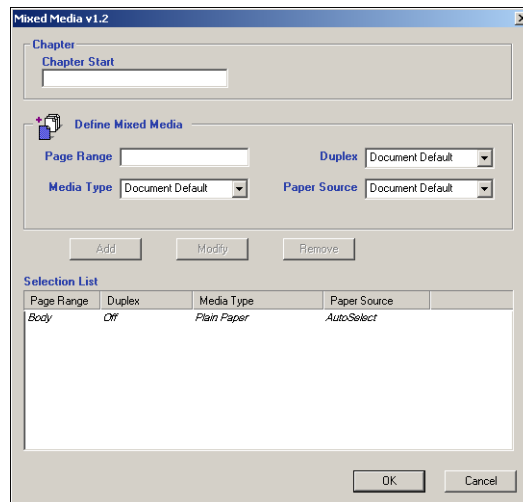 Mixed Media v1.2
Chapter
Chapter Start
Define Mixed Media
Page Range Duplex Document Default
Media Type Document Default Paper Source Document Default
Add Modify Remove
Selection List
Page Range Duplex Media Type Paper Source
Body Off Plain Paper AutoSelect
OK Cancel